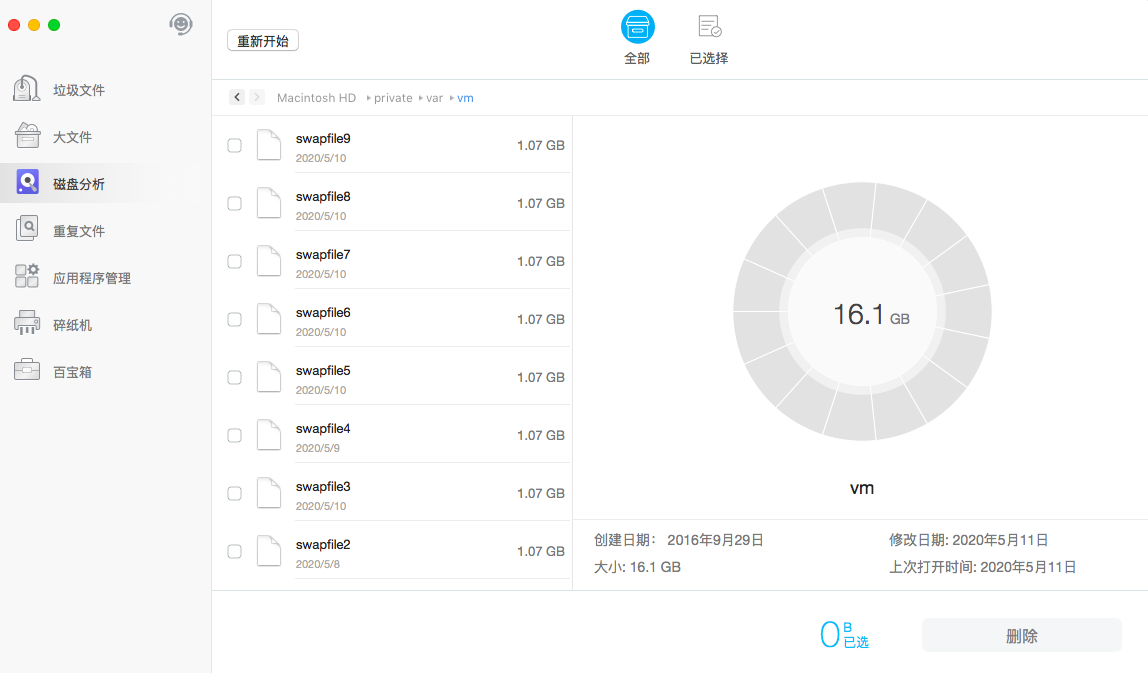 重新开始
全部
已选择
垃圾文件
大文件
磁盘分析
重复文件
应用程序管理
碎纸机
百宝箱
Macintosh HD private var vm
swapfile9 1.07 GB
2020/5/10
swapfile8 1.07 GB
2020/5/10
swapfile7 1.07 GB
2020/5/10
swapfile6 1.07 GB
2020/5/10
swapfile5 1.07 GB
2020/5/10
swapfile4 1.07 GB
2020/5/9
swapfile3 1.07 GB
2020/5/10
swapfile2 1.07 GB
2020/5/8
16.1 GB
vm
创建日期: 2016年9月29日
修改日期: 2020年5月11日
大小: 16.1 GB
上次打开时间: 2020年5月11日
0 B
已选
删除